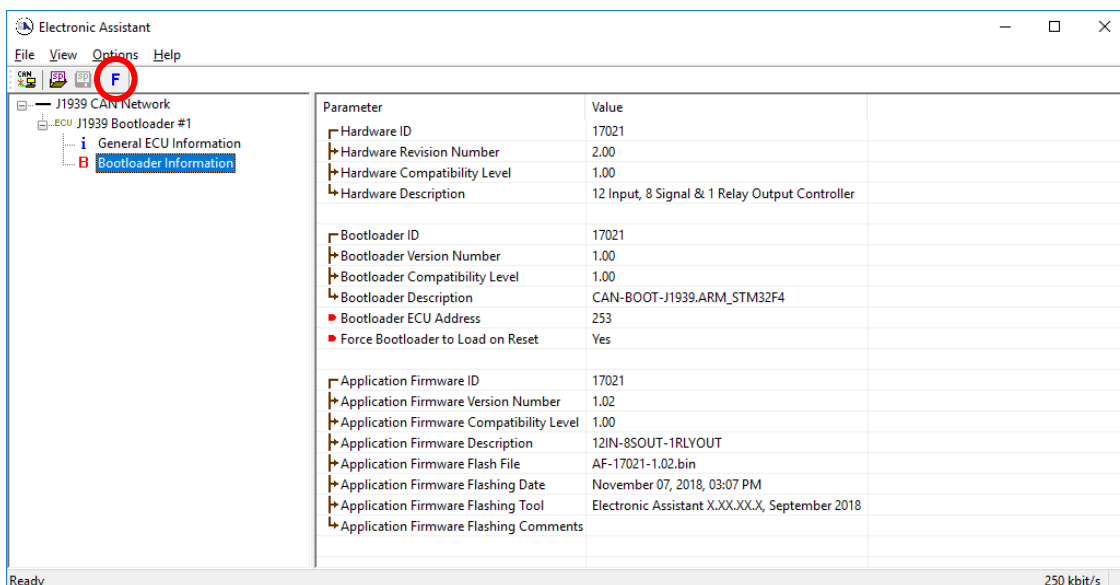 Electronic Assistant
File View Options Help
CAN SP SP F
J1939 CAN Network
ECU J1939 Bootloader #1
i General ECU Information
B Bootloader Information
Parameter Value
Hardware ID 17021
Hardware Revision Number 2.00
Hardware Compatibility Level 1.00
Hardware Description 12 Input, 8 Signal & 1 Relay Output Controller
Bootloader ID 17021
Bootloader Version Number 1.00
Bootloader Compatibility Level 1.00
Bootloader Description CAN-BOOT-J1939.ARM_STM32F4
Bootloader ECU Address 253
Force Bootloader to Load on Reset Yes
Application Firmware ID 17021
Application Firmware Version Number 1.02
Application Firmware Compatibility Level 1.00
Application Firmware Description 12IN-8SOUT-1RLYOUT
Application Firmware Flash File AF-17021-1.02.bin
Application Firmware Flashing Date November 07, 2018, 03:07 PM
Application Firmware Flashing Tool Electronic Assistant X.XX.XX.X, September 2018
Application Firmware Flashing Comments
Ready 250 kbit/s